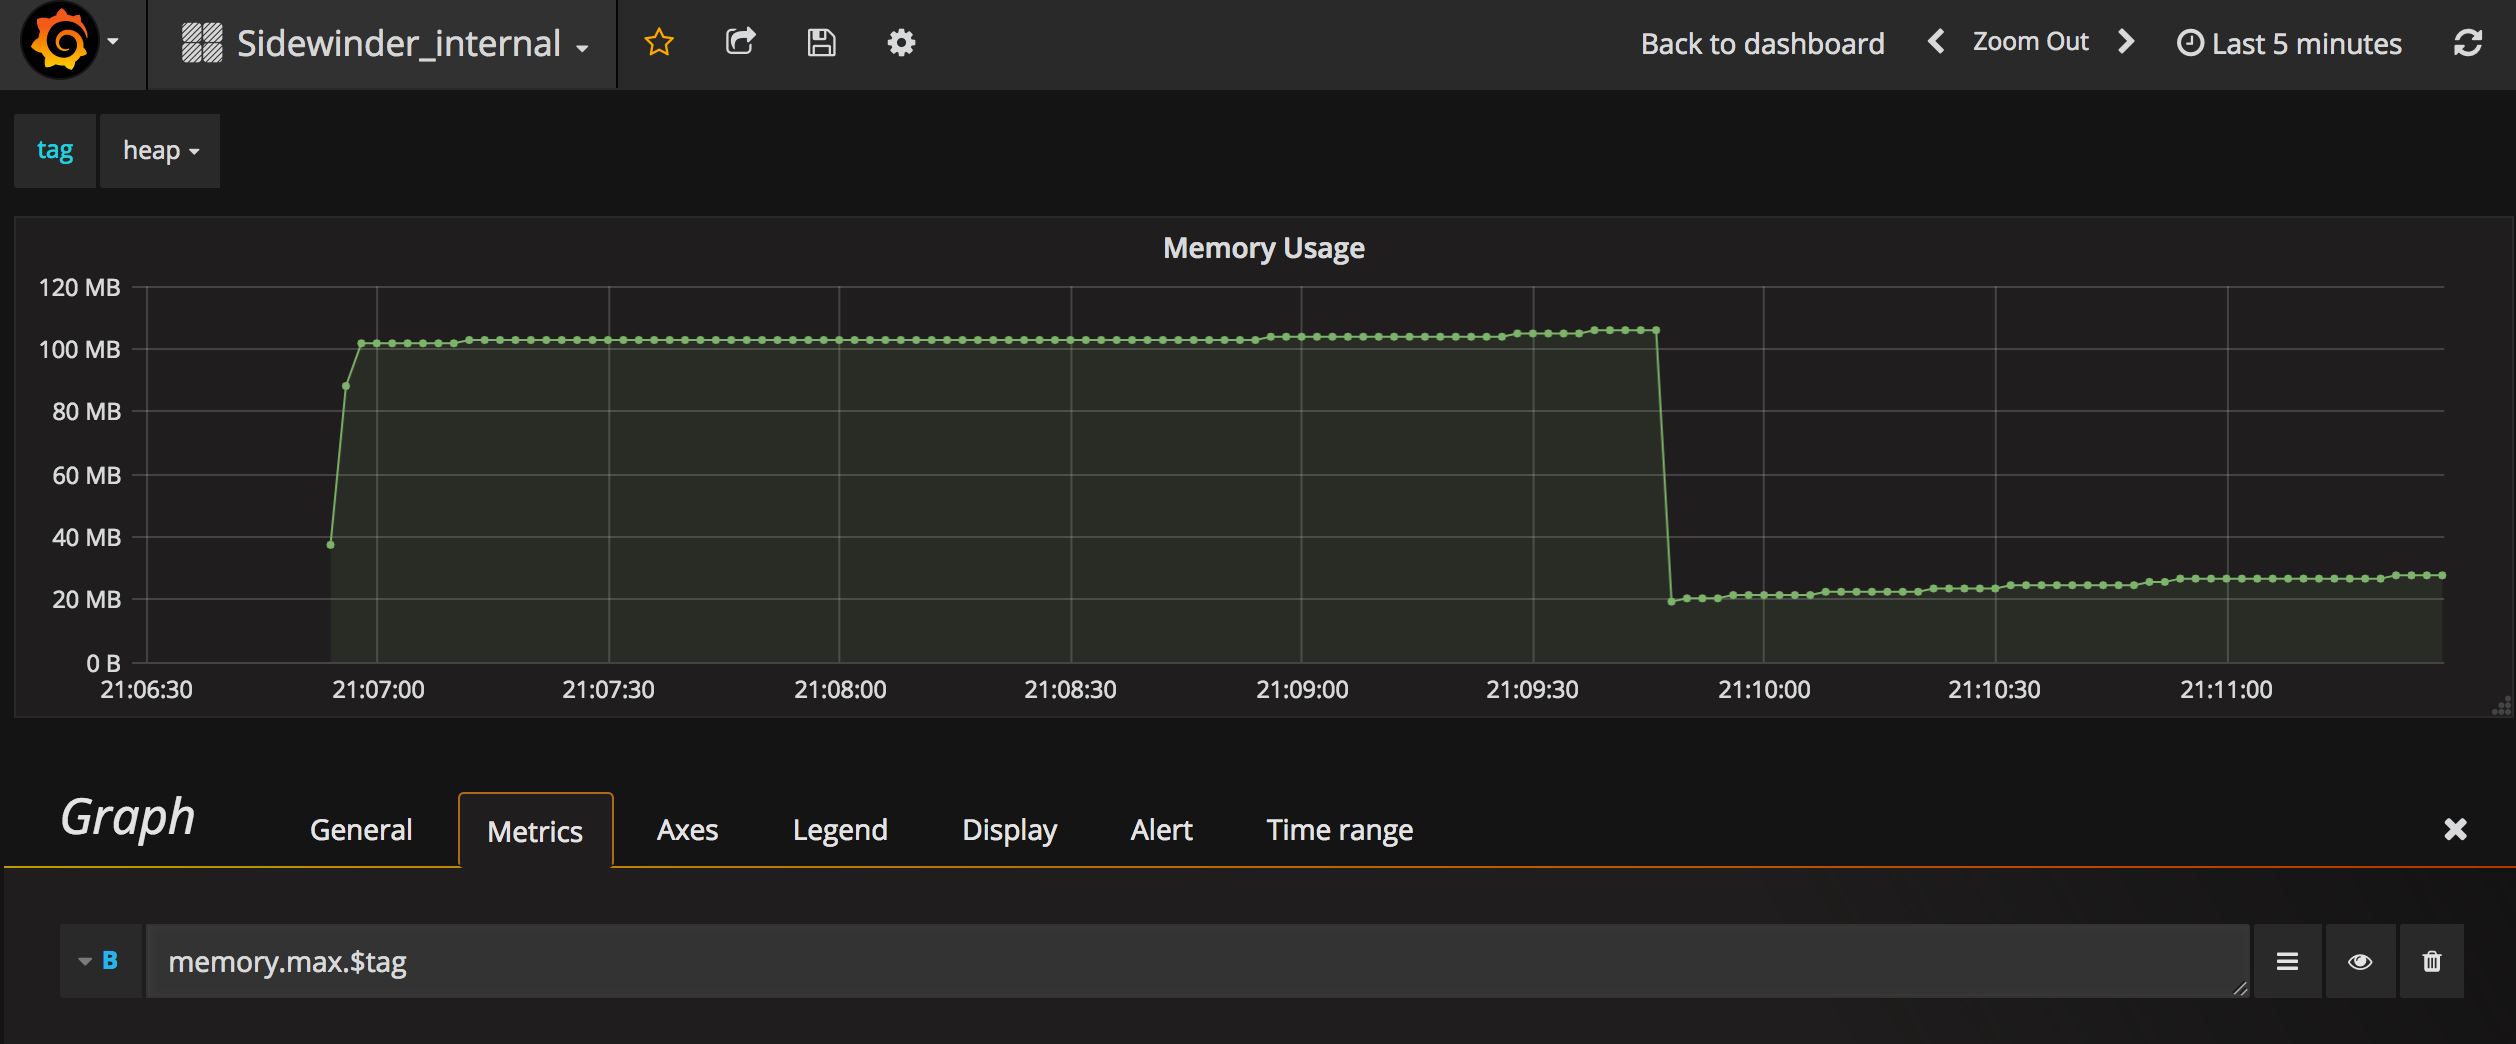 Sidewinder_internal
Back to dashboard
Zoom Out
Last 5 minutes
tag
heap
Memory Usage
120 MB
100 MB
80 MB
60 MB
40 MB
20 MB
0 B
21:06:30 21:07:00 21:07:30 21:08:00 21:08:30 21:09:00 21:09:30 21:10:00 21:10:30 21:11:00
Graph
General
Metrics
Axes
Legend
Display
Alert
Time range
B
memory.max.$tag